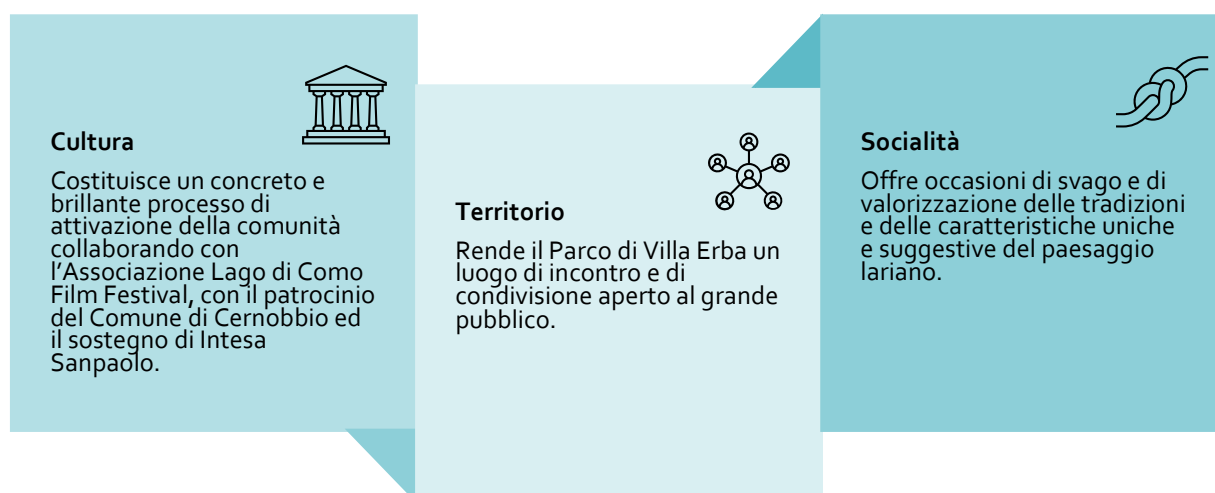 Cultura
Costituisce un concreto e
brillante processo di
attivazione della comunità
collaborando con
l'Associazione Lago di Como
Film Festival, con il patrocinio
del Comune di Cernobbio ed
il sostegno di Intesa
Sanpaolo.
Territorio
Rende il Parco di Villa Erba un
luogo di incontro e di
condivisione aperto al grande
pubblico.
Socialità
Offre occasioni di svago e di
valorizzazione delle tradizioni
e delle caratteristiche uniche
e suggestive del paesaggio
lariano.